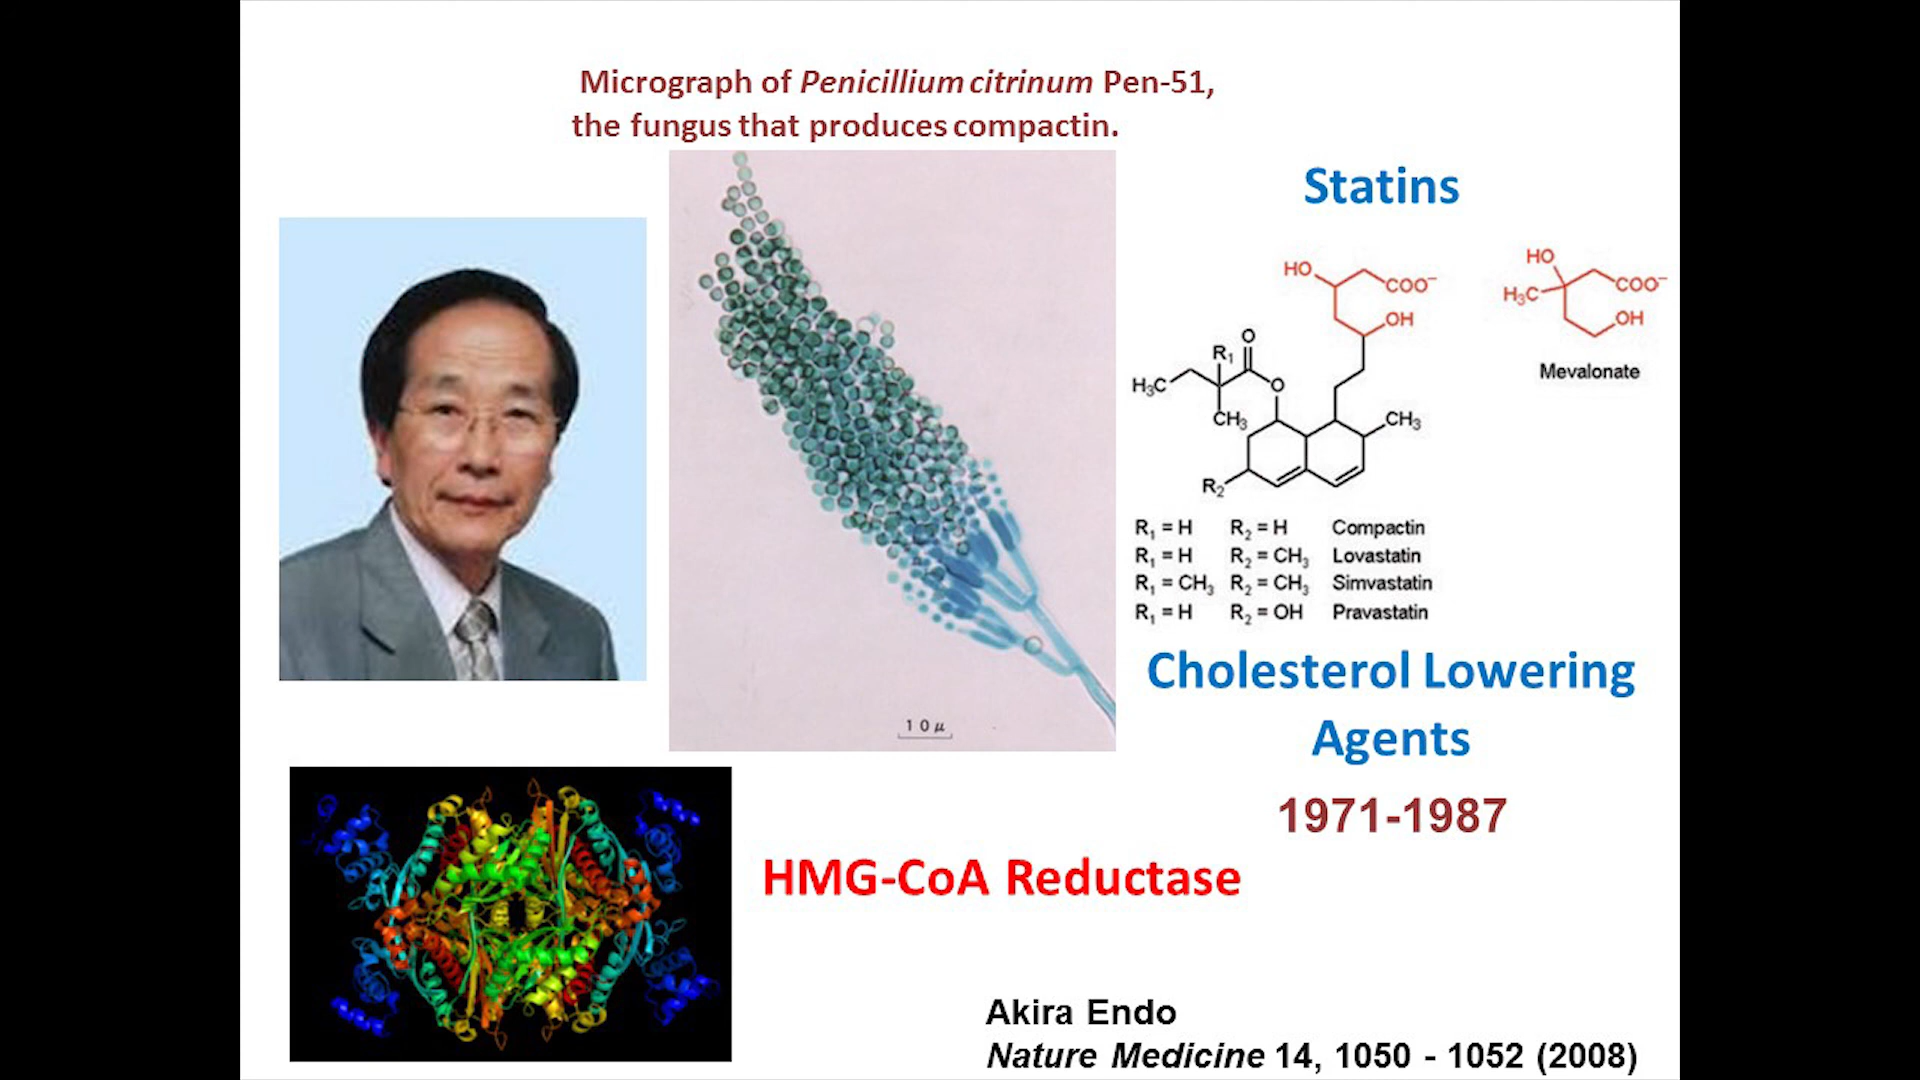 Micrograph of Penicillium citrinum Pen-51,
the fungus that produces compactin.
Statins
HO
COO⁻
OH
R₁
O
H₃C
O
CH₃
CH₃
R₂
HO
H₃C
COO⁻
OH
Mevalonate
R₁ = H R₂ = H Compactin
R₁ = H R₂ = CH₃ Lovastatin
R₁ = CH₃ R₂ = CH₃ Simvastatin
R₁ = H R₂ = OH Pravastatin
Cholesterol Lowering
Agents
1971-1987
10 μ
HMG-CoA Reductase
Akira Endo
Nature Medicine 14, 1050 - 1052 (2008)